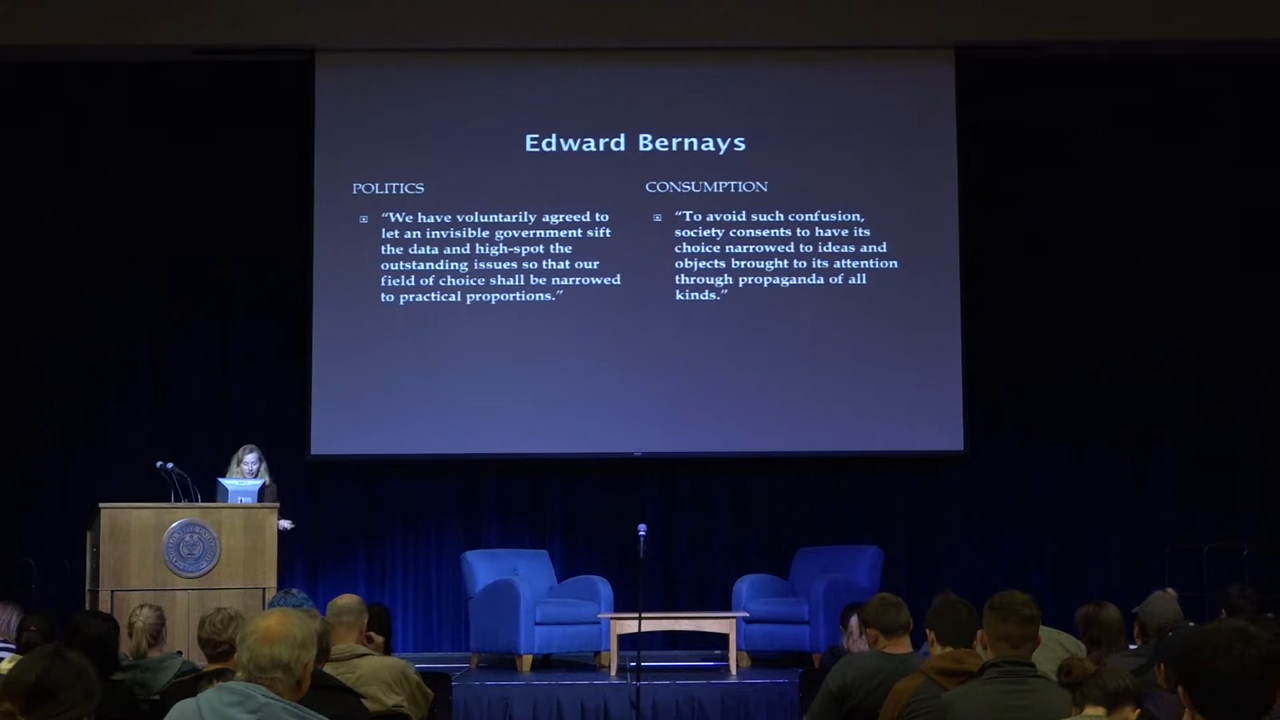 Edward Bernays
POLITICS
“We have voluntarily agreed to
let an invisible government sift
the data and high-spot the
outstanding issues so that our
field of choice shall be narrowed
to practical proportions.”
CONSUMPTION
“To avoid such confusion,
society consents to have its
choice narrowed to ideas and
objects brought to its attention
through propaganda of all
kinds.”